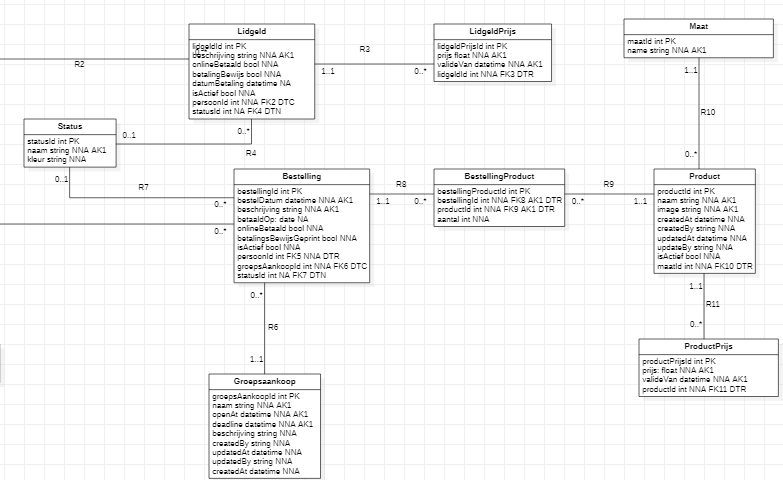 Lidgeld
lidgeldId int PK
beschrijving string NNA AK1
onlineBetaald bool NNA
betalingBewijs bool NNA
datumBetaling datetime NA
isActief bool NNA
persoonId int NNA FK2 DTC
statusId int NA FK4 DTN
R2
R3
1..1
0..*
LidgeldPrijs
lidgeldPrijsId int PK
prijs float NNA AK1
valideVan datetime NNA AK1
lidgeldId int NNA FK3 DTR
Maat
maatId int PK
name string NNA AK1
1..1
R10
0..*
Status
statusId int PK
naam string NNA AK1
kleur string NNA
0..1
0..*
R4
0..1
R7
0..*
0..*
Bestelling
bestellingId int PK
bestelDatum datetime NNA AK1
beschrijving string NNA AK1
betaaldOp: date NA
onlineBetaald bool NNA
betalingsBewijsGeprint bool NNA
isActief bool NNA
persoonId int FK5 NNA DTR
groepsAankoopId int NNA FK6 DTC
statusId int NA FK7 DTN
R8
1..1
0..*
BestellingProduct
bestellingProductId int PK
bestellingId int NNA FK8 AK1 DTR
productId int NNA FK9 AK1 DTR
aantal int NNA
R9
0..*
1..1
Product
productId int PK
naam string NNA AK1
image string NNA AK1
createdAt datetime NNA
createdBy string NNA
updatedAt datetime NNA
updateBy string NNA
isActief bool NNA
maatId int NNA FK10 DTR
1..1
R11
0..*
ProductPrijs
productPrijsId int PK
prijs: float NNA AK1
valideVan datetime NNA AK1
productId int NNA FK11 DTR
0..*
R6
1..1
Groepsaankoop
groepsAankoopId int PK
naam string NNA AK1
openAt datetime NNA AK1
deadline datetime NNA AK1
beschrijving string NNA
createdBy string NNA
updatedAt datetime NNA
updatedBy string NNA
createdAt datetime NNA